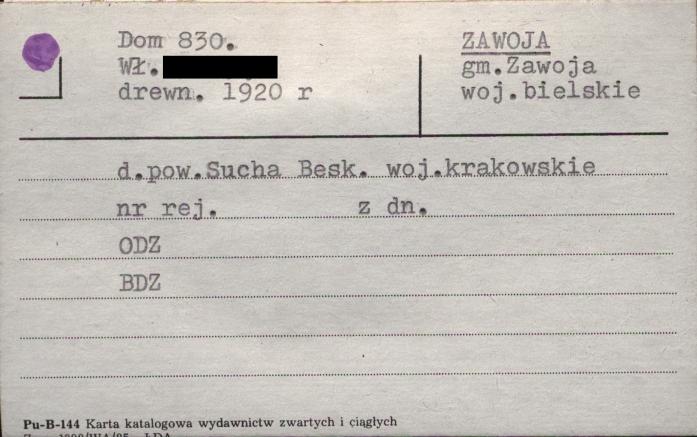 Dom 830.
Wł.
drewn. 1920 r
ZAWOJA
gm.Zawoja
woj.bielskie
d.pow.Sucha Besk. woj.krakowskie
nr rej. z dn.
ODZ
BDZ
Pu-B-144 Karta katalogowa wydawnictw zwartych i ciągłych